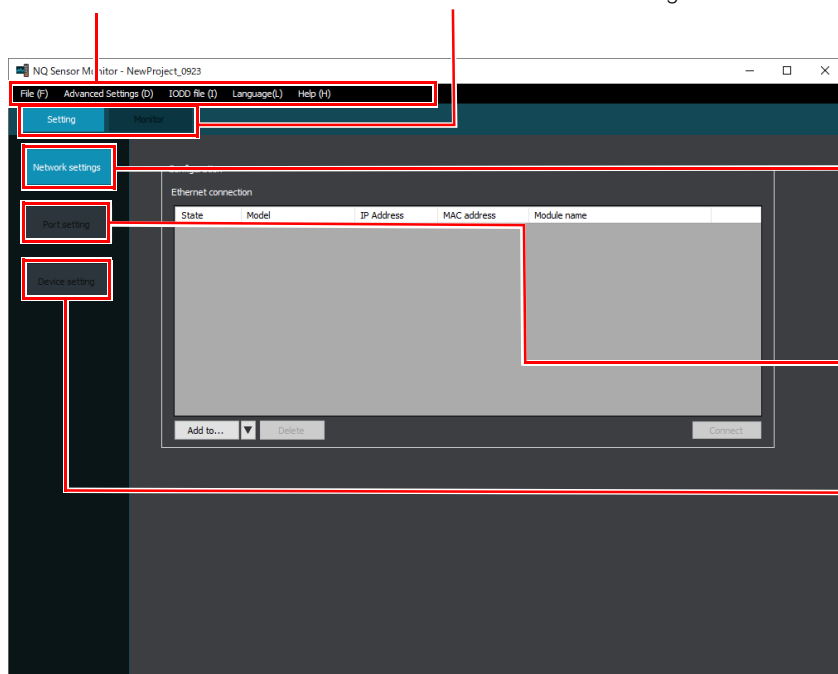 NQ Sensor Monitor - NewProject_0923
File (F) Advanced Settings (D) IODD file (I) Language(L) Help (H)
Setting Monitor
Network settings
Configuration
Ethernet connection
State Model IP Address MAC address Module name
Port setting
Device setting
Add to... Delete Connect